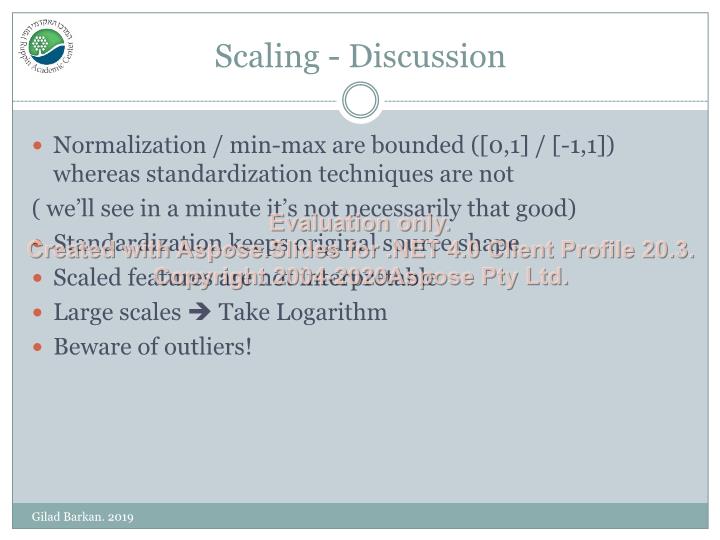 Scaling - Discussion
Ruppin Academic Center
• Normalization / min-max are bounded ([0,1] / [-1,1])
whereas standardization techniques are not
( we'll see in a minute it's not necessarily that good)
• Standardization keeps original source shape
• Scaled features are not interpretable
• Large scales ➔ Take Logarithm
• Beware of outliers!
Evaluation only.
Created with Aspose.Slides for .NET 4.0 Client Profile 20.3.
Copyright 2004-2020Aspose Pty Ltd.
Gilad Barkan. 2019